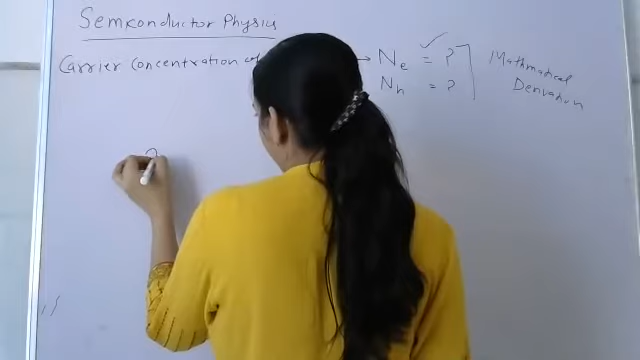 Semiconductor Physics
Carrier Concentration of → Ne = ?
Nh = ?
Mathematical
Derivation